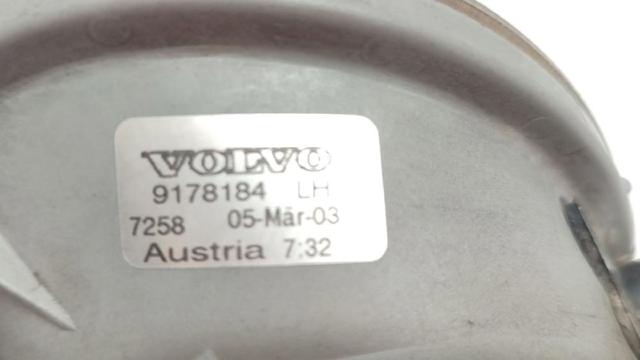 VOLVO
9178184 LH
7258 05-Mär-03
Austria 7:32